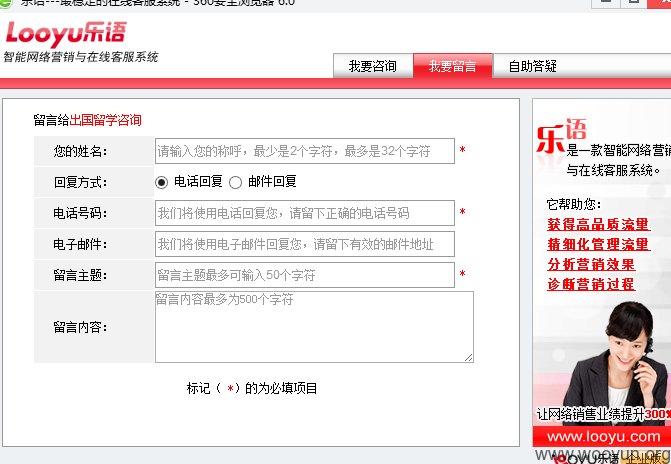 乐语---最稳定的在线客服系统 - 360安全浏览器 6.0
Looyu乐语
智能网络营销与在线客服系统
我要咨询
我要留言
自助答疑
留言给出国留学咨询
您的姓名:
请输入您的称呼，最少是2个字符，最多是32个字符
*
回复方式:
电话回复
邮件回复
电话号码:
我们将使用电话回复您，请留下正确的电话号码
*
电子邮件:
我们将使用电子邮件回复您，请留下有效的邮件地址
留言主题:
留言主题最多可输入50个字符
*
留言内容:
留言内容最多为500个字符
标记（ *）的为必填项目
乐语
是一款智能网络营
与在线客服系统。
它帮助您:
获得高品质流量
精细化管理流量
分析营销效果
诊断营销过程
让网络销售业绩提升300%
www.looyu.com
LOOYU乐语 企业版
www.wooyun.org